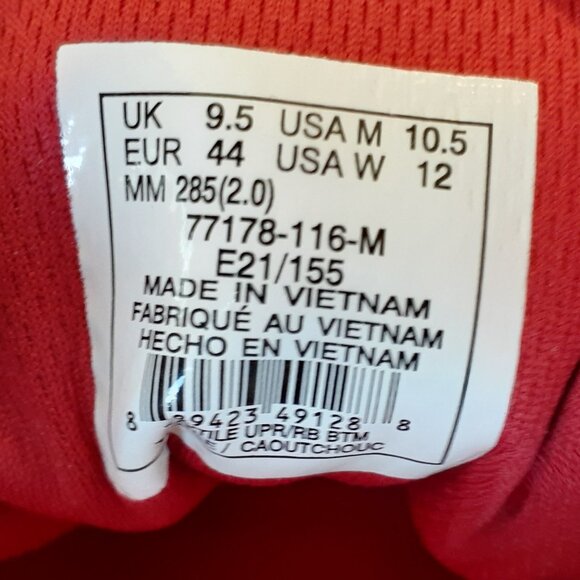 UK 9.5 USA M 10.5
EUR 44 USA W 12
MM 285(2.0)
77178-116-M
E21/155
MADE IN VIETNAM
FABRIQUÉ AU VIETNAM
HECHO EN VIETNAM
8 39423 49128 8
UPR/RB BTM
/ CAOUTCHOUC